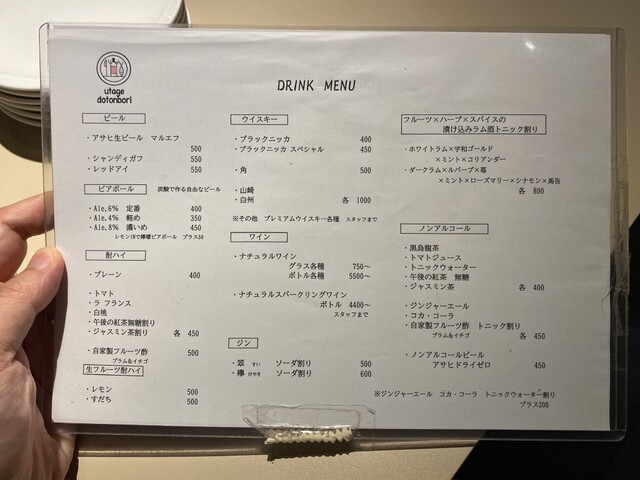 utage
dotonbori
DRINK MENU
ビール
・アサヒ生ビール マルエフ
500
・シャンディガフ 550
・レッドアイ 550
ビアボール 炭酸で作る自由なビール
・Alc.6% 定番 400
・Alc.4% 軽め 350
・Alc.8% 濃いめ 450
レモンINで檸檬ビアボール プラス50
酎ハイ
・プレーン 400
・トマト
・ラ フランス
・白桃
・午後の紅茶無糖割り
・ジャスミン茶割り 各 450
・自家製フルーツ酢 500
プラム&イチゴ
生フルーツ酎ハイ
・レモン 500
・すだち 500
ウイスキー
・ブラックニッカ 400
・ブラックニッカ スペシャル 450
・角 500
・山崎
・白州 各 1000
※その他 プレミアムウイスキー各種 スタッフまで
ワイン
・ナチュラルワイン
グラス各種 750～
ボトル各種 5500～
・ナチュラルスパークリングワイン
ボトル 4400～
スタッフまで
ジン
・翠 すい ソーダ割り 500
・欅 けやき ソーダ割り 600
フルーツ×ハーブ×スパイスの
漬け込みラム酒トニック割り
・ホワイトラム×宇和ゴールド
×ミント×コリアンダー
・ダークラム×ルバーブ×苺
×ミント×ローズマリー×シナモン×馬告
各 800
ノンアルコール
・黒烏龍茶
・トマトジュース
・トニックウォーター
・午後の紅茶 無糖
・ジャスミン茶 各 400
・ジンジャーエール
・コカ・コーラ
・自家製フルーツ酢 トニック割り
プラム&イチゴ 各 450
・ノンアルコールビール
アサヒドライゼロ 450
※ジンジャーエール コカ・コーラ トニックウォーター割り
プラス200